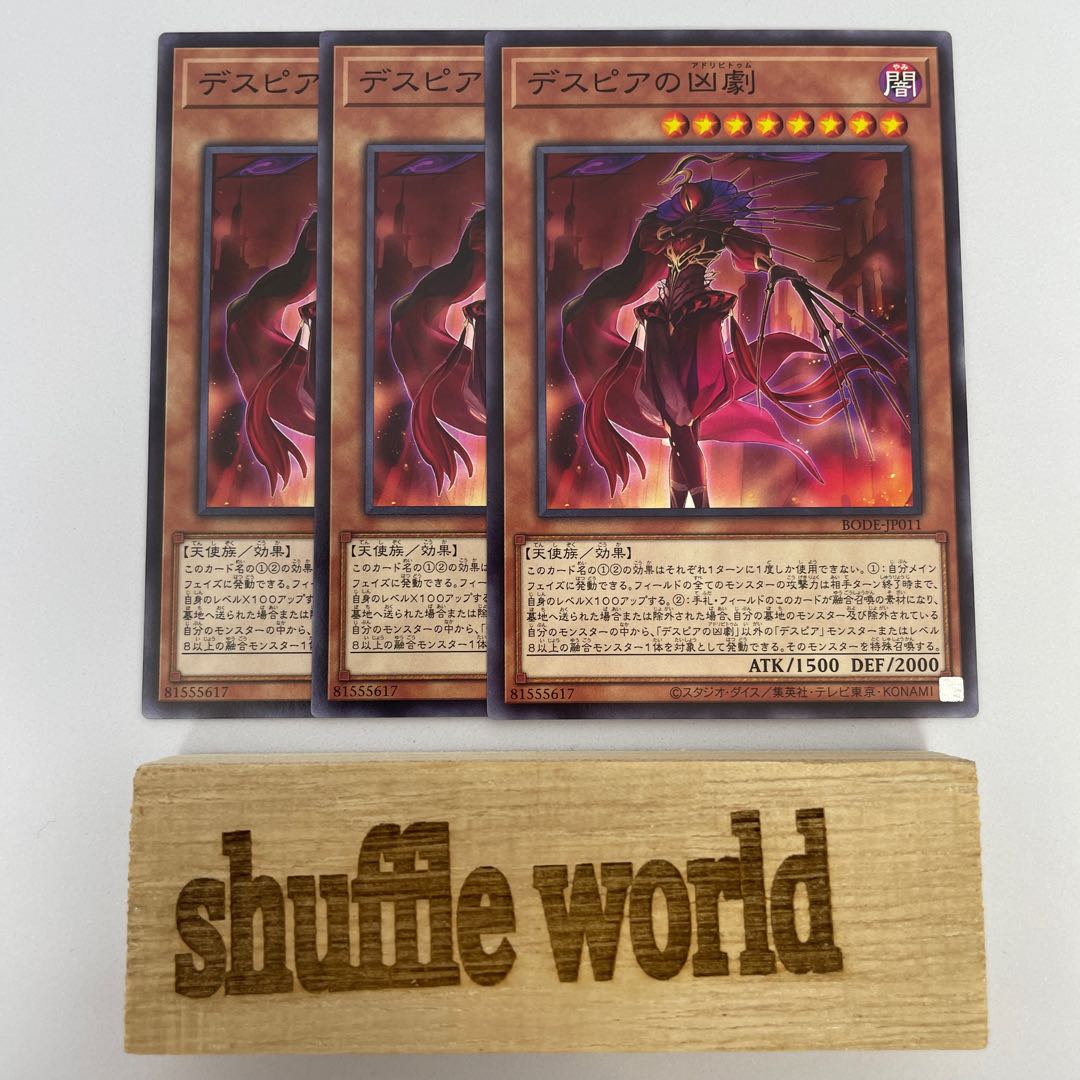 デスピア
デスピア
アドリビトゥム
デスピアの凶劇
やみ
闇
BODE-JP011
【天使族/効果】
このカード名の①②の効果
フェイズに発動できる。フィー
自身のレベル×100アップする
墓地へ送られた場合または除
自分のモンスターの中から、「
8以上の融合モンスター1体
81555617
【天使族/効果】
このカード名の①②の効果
フェイズに発動できる。フィー
自身のレベル×100アップする
墓地へ送られた場合または除
自分のモンスターの中から、「
8以上の融合モンスター1体
81555617
【天使族/効果】
このカード名の①②の効果はそれぞれ1ターンに1度しか使用できない。①:自分メイン
フェイズに発動できる。フィールドの全てのモンスターの攻撃力は相手ターン終了時まで、
自身のレベル×100アップする。②:手札・フィールドのこのカードが融合召喚の素材になり、
墓地へ送られた場合または除外された場合、自分の墓地のモンスター及び除外されている
自分のモンスターの中から、「デスピアの凶劇」以外の「デスピア」モンスターまたはレベル
8以上の融合モンスター1体を対象として発動できる。そのモンスターを特殊召喚する。
ATK/1500 DEF/2000
81555617
©スタジオ・ダイス/集英社・テレビ東京・KONAMI
shuffle world